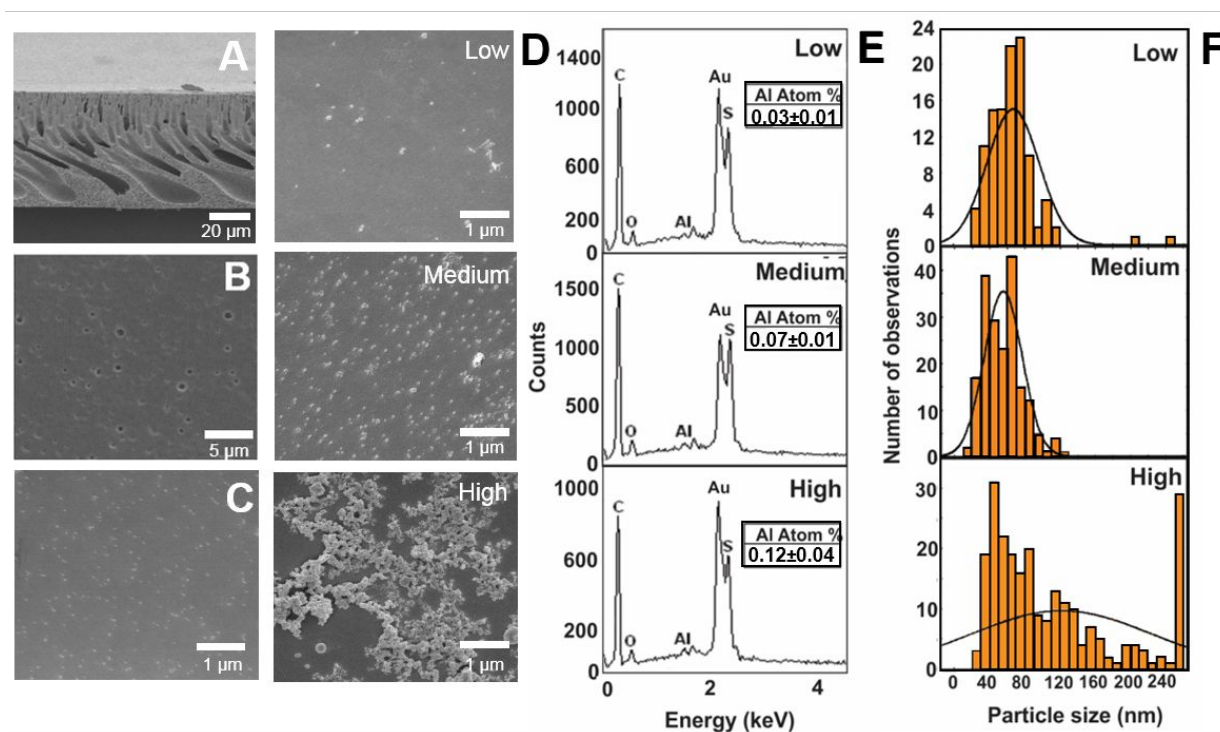 A
20 µm
B
5 µm
C
1 µm
Low
1 µm
Medium
1 µm
High
1 µm
D
Counts
1400
1000
600
200
0
Low
C
O
Al
Au
S
Al Atom %
0.03±0.01
1500
1000
500
0
Medium
C
O
Al
Au
S
Al Atom %
0.07±0.01
1000
600
200
0
High
C
O
Al
Au
S
Al Atom %
0.12±0.04
0 2 4
Energy (keV)
E
Number of observations
24
20
16
12
8
4
0
Low
40
30
20
10
0
Medium
30
20
10
0
High
0 40 80 120 160 200 240
Particle size (nm)
F